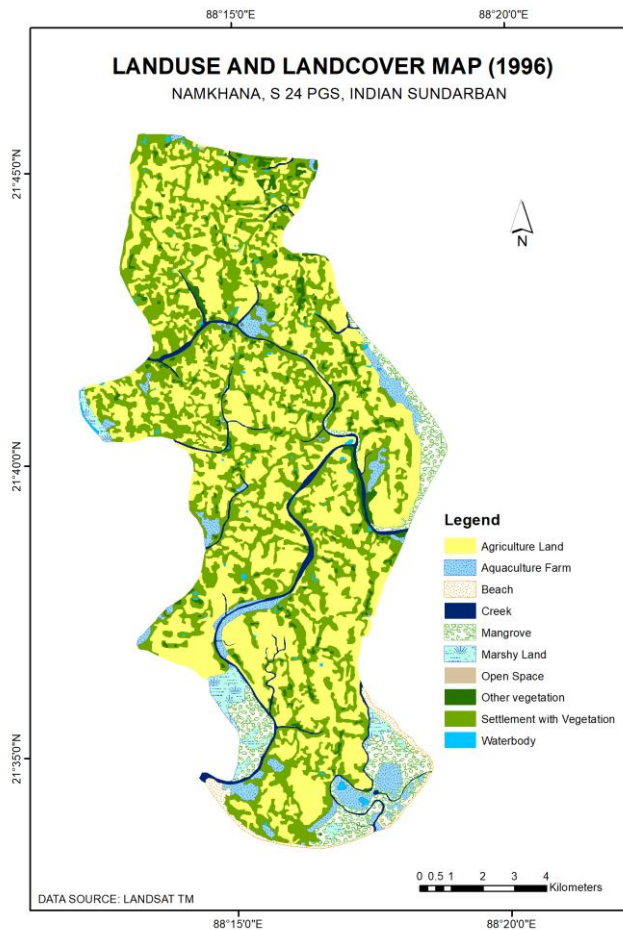 88°15'0"E 88°20'0"E
LANDUSE AND LANDCOVER MAP (1996)
NAMKHANA, S 24 PGS, INDIAN SUNDARBAN
21°45'0"N
N
21°40'0"N
Legend
Agriculture Land
Aquaculture Farm
Beach
Creek
Mangrove
Marshy Land
Open Space
Other vegetation
Settlement with Vegetation
Waterbody
21°35'0"N
0 0.5 1 2 3 4
Kilometers
DATA SOURCE: LANDSAT TM
88°15'0"E 88°20'0"E